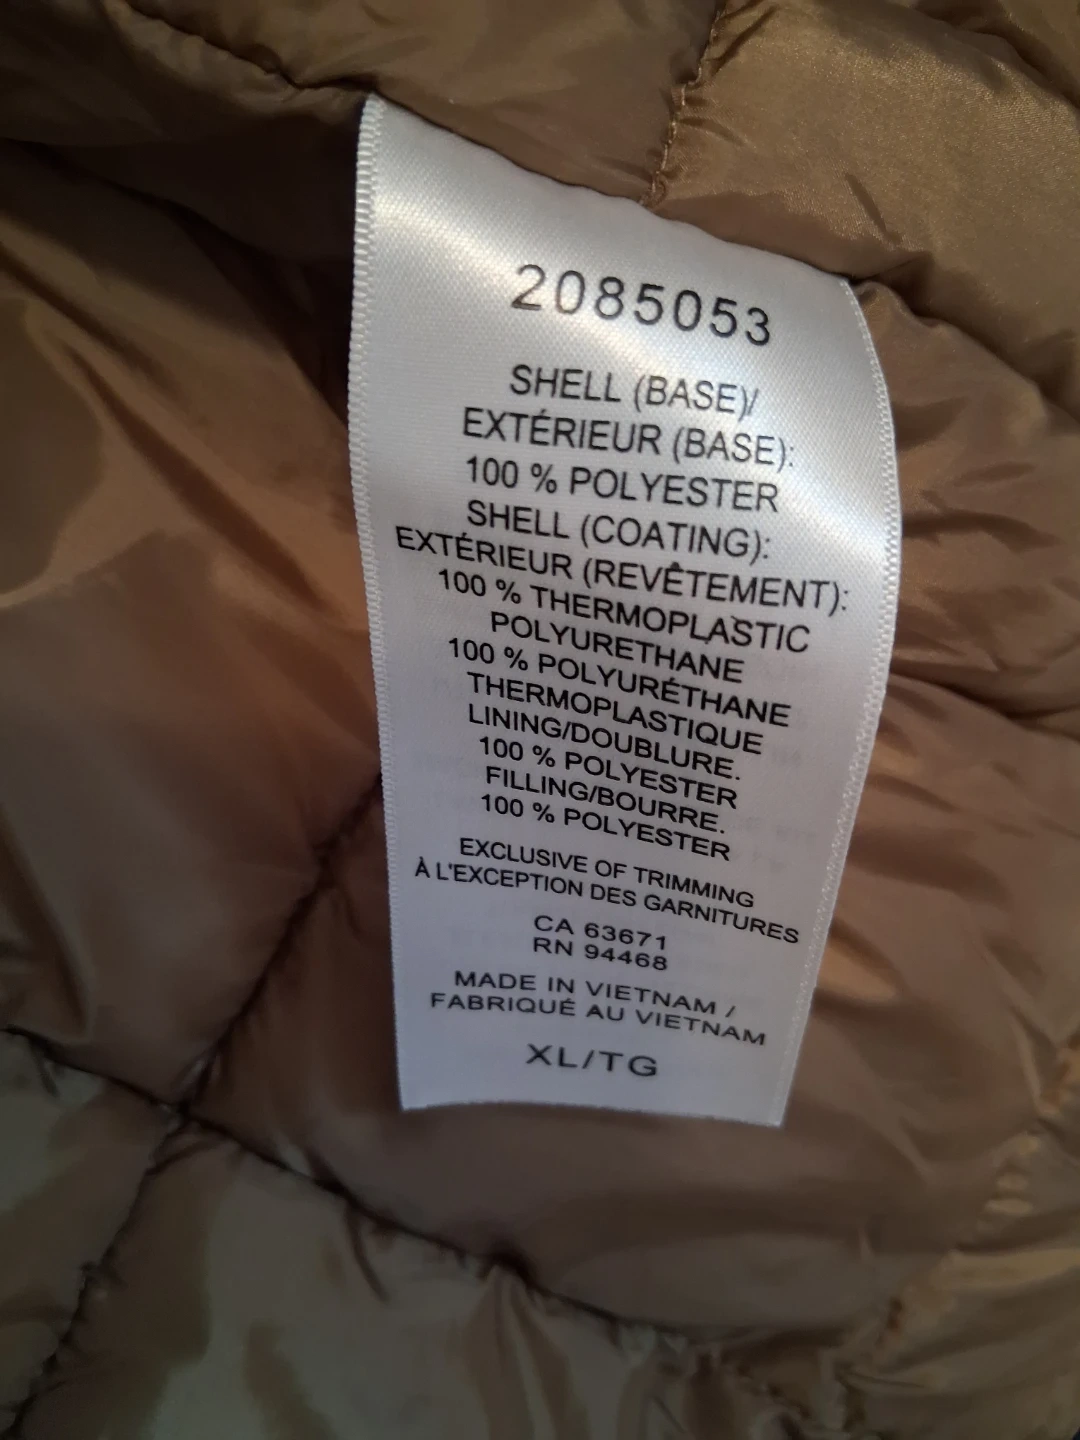 2085053
SHELL (BASE)/
EXTÉRIEUR (BASE):
100 % POLYESTER
SHELL (COATING):
EXTÉRIEUR (REVÊTEMENT):
100 % THERMOPLASTIC
POLYURETHANE
100 % POLYURÉTHANE
THERMOPLASTIQUE
LINING/DOUBLURE.
100 % POLYESTER
FILLING/BOURRE.
100 % POLYESTER
EXCLUSIVE OF TRIMMING
À L'EXCEPTION DES GARNITURES
CA 63671
RN 94468
MADE IN VIETNAM /
FABRIQUÉ AU VIETNAM
XL/TG